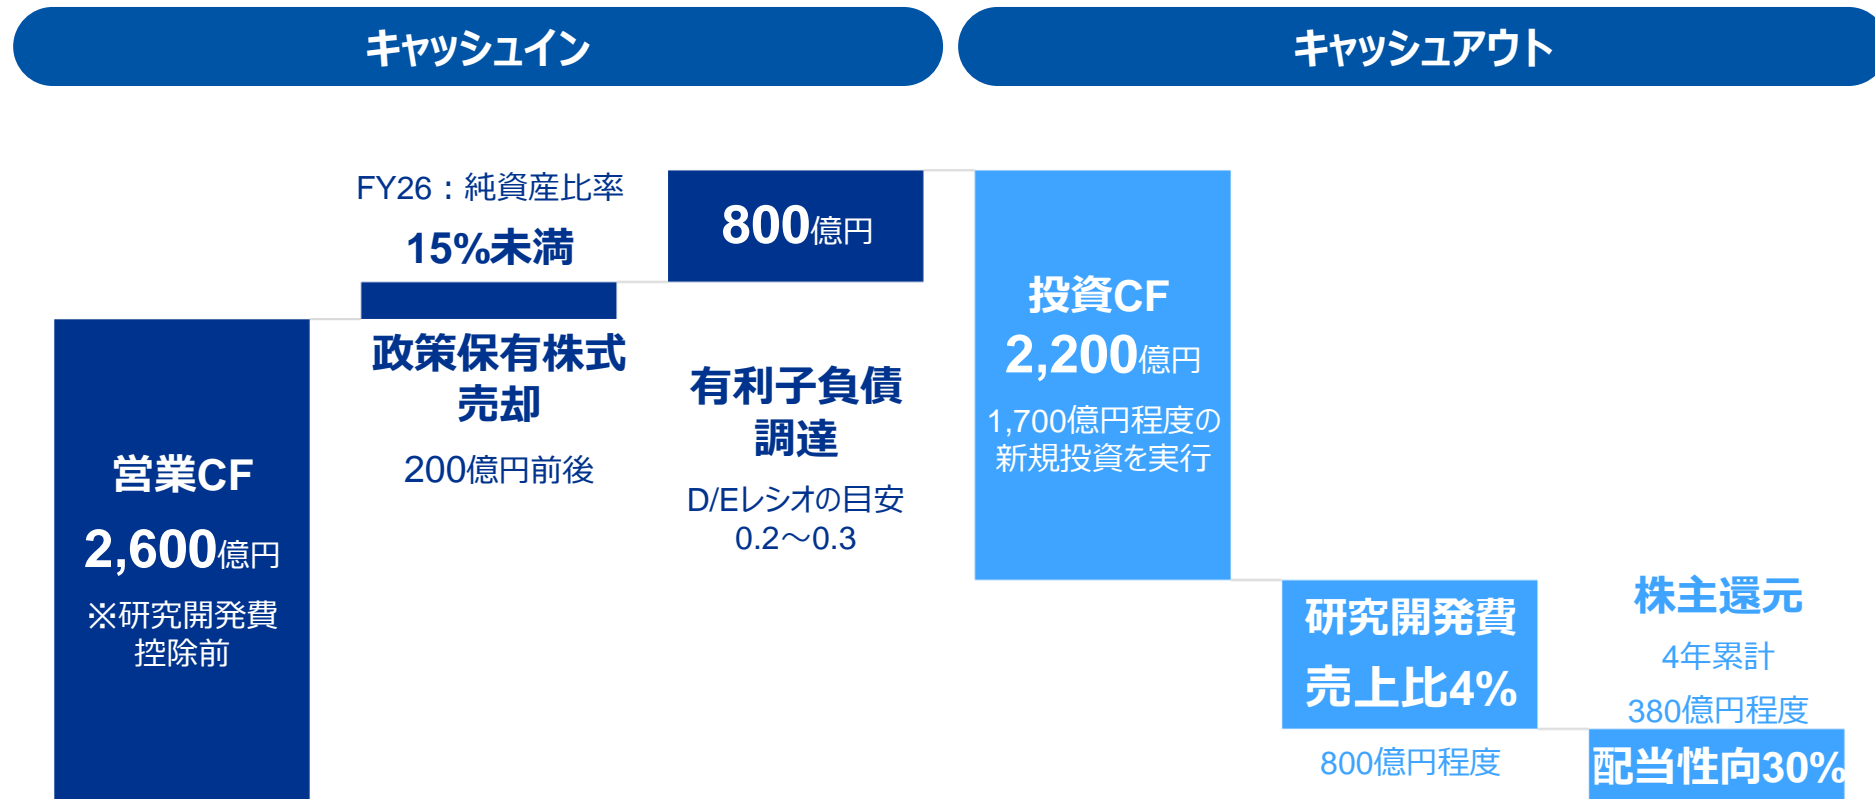 キャッシュイン
キャッシュアウト
営業CF
2,600億円
※研究開発費
控除前
FY26：純資産比率
15%未満
政策保有株式
売却
200億円前後
800億円
有利子負債
調達
D/Eレシオの目安
0.2～0.3
投資CF
2,200億円
1,700億円程度の
新規投資を実行
研究開発費
売上比4%
800億円程度
株主還元
4年累計
380億円程度
配当性向30%